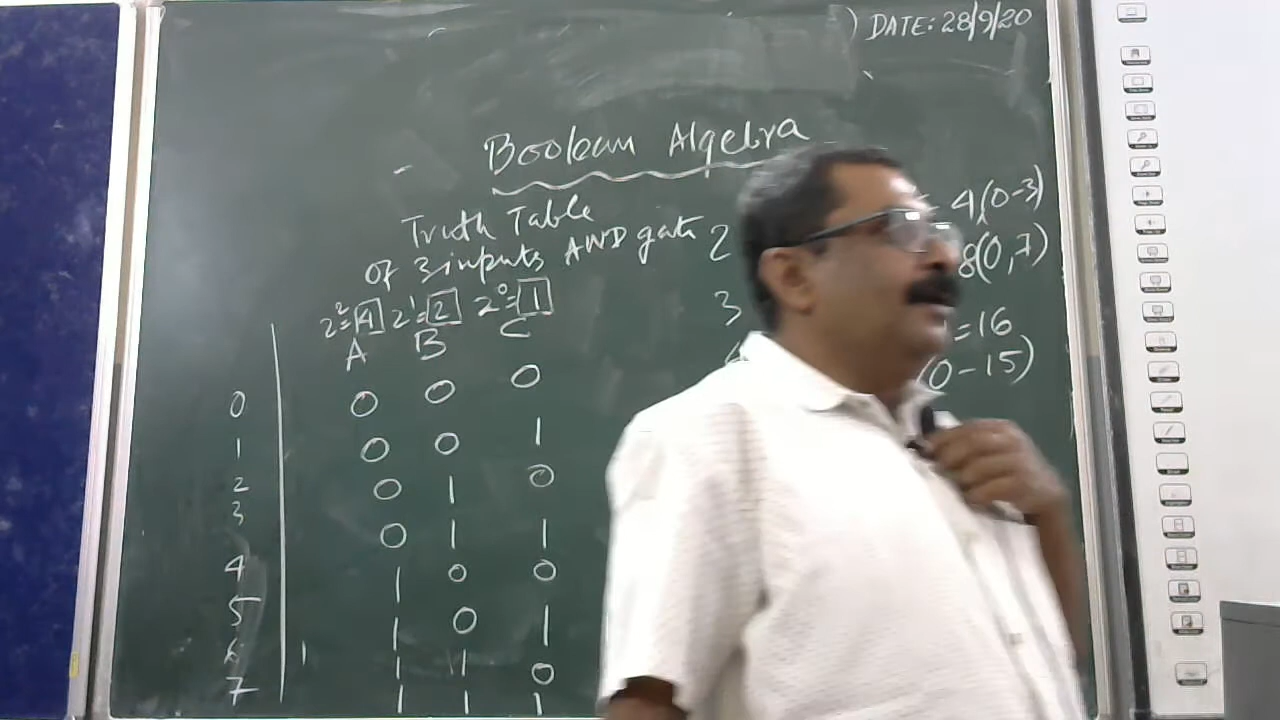 ) DATE: 28/9/20
Boolean Algebra
Truth Table
of 3 inputs AND gate
2² = 4 2¹ = 2 2⁰ = 1
A B C
0 0 0 0
1 0 0 1
2 0 1 0
3 0 1 1
4 1 0 0
5 1 0 1
6 1 1 0
7 1 1 1
2 4(0-3)
3 8(0,7)
=16
(0-15)